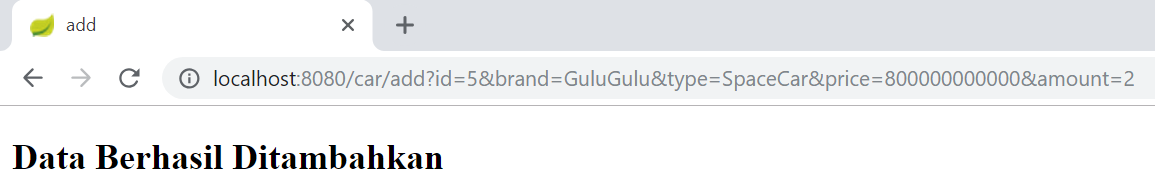 add
localhost:8080/car/add?id=5&brand=GuluGulu&type=SpaceCar&price=800000000000&amount=2
Data Berhasil Ditambahkan